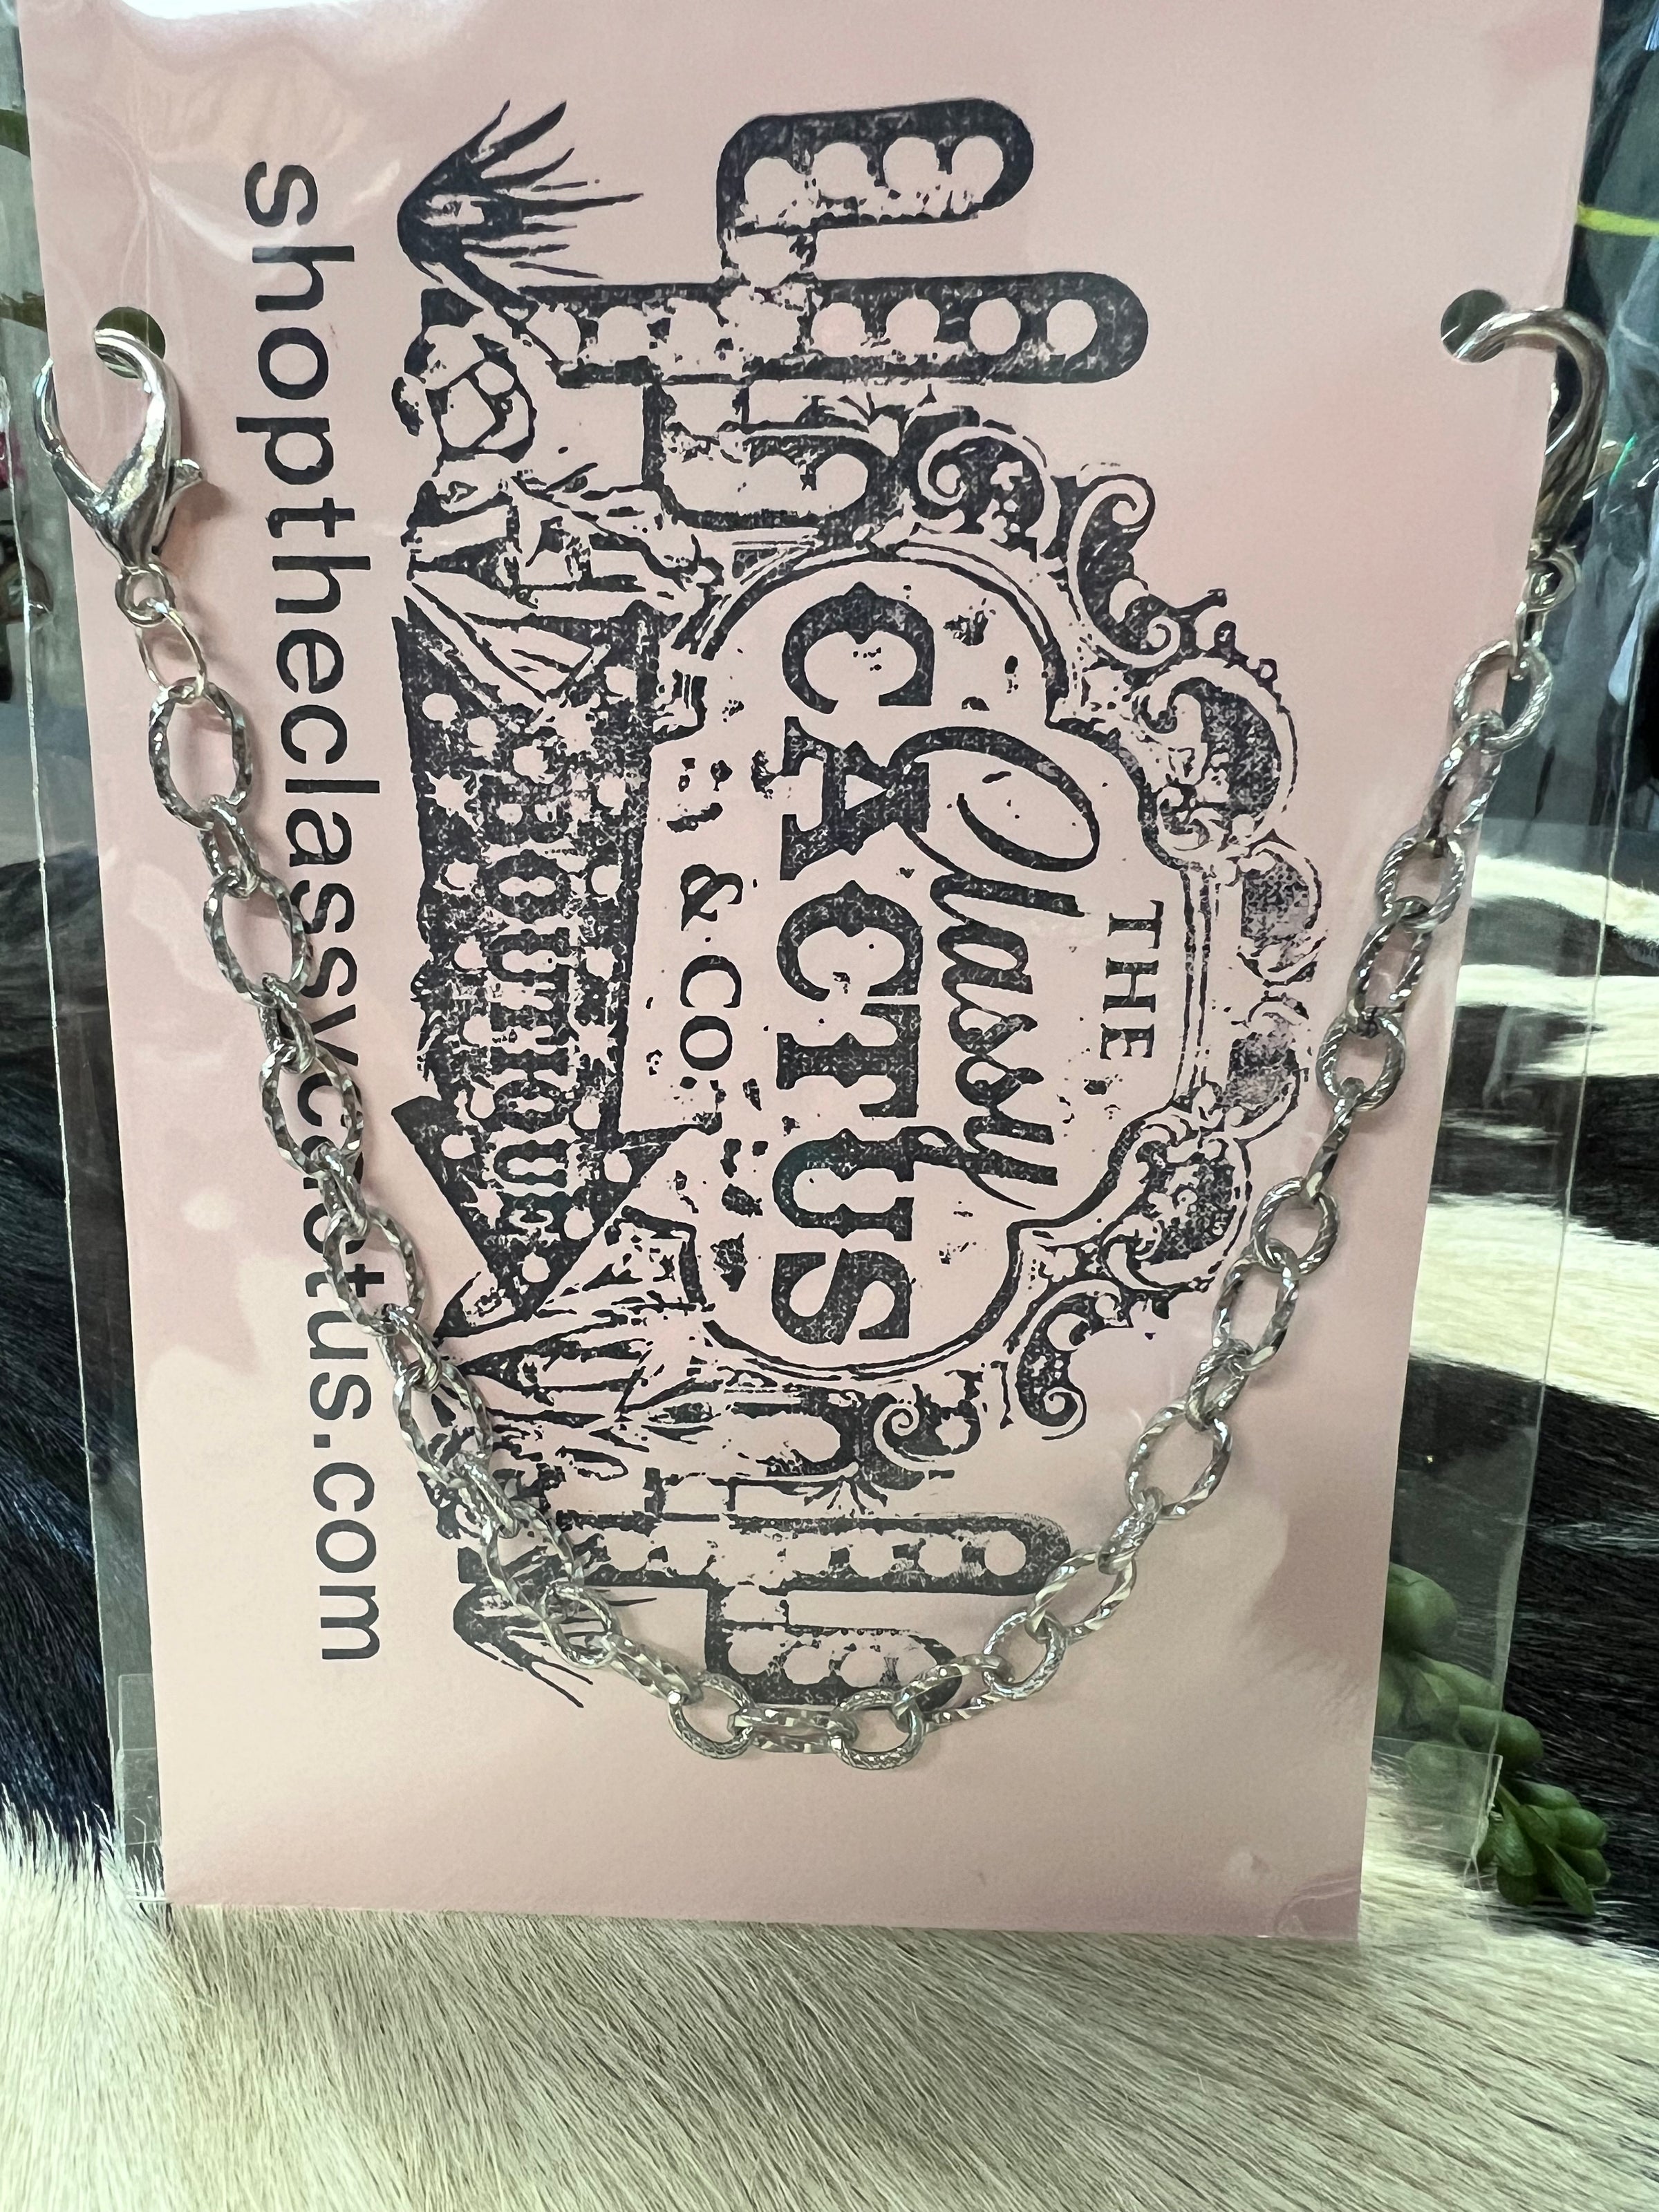 THE
Classy
CACTUS
& CO
BOUTIQUE
shoptheclassycactus.com